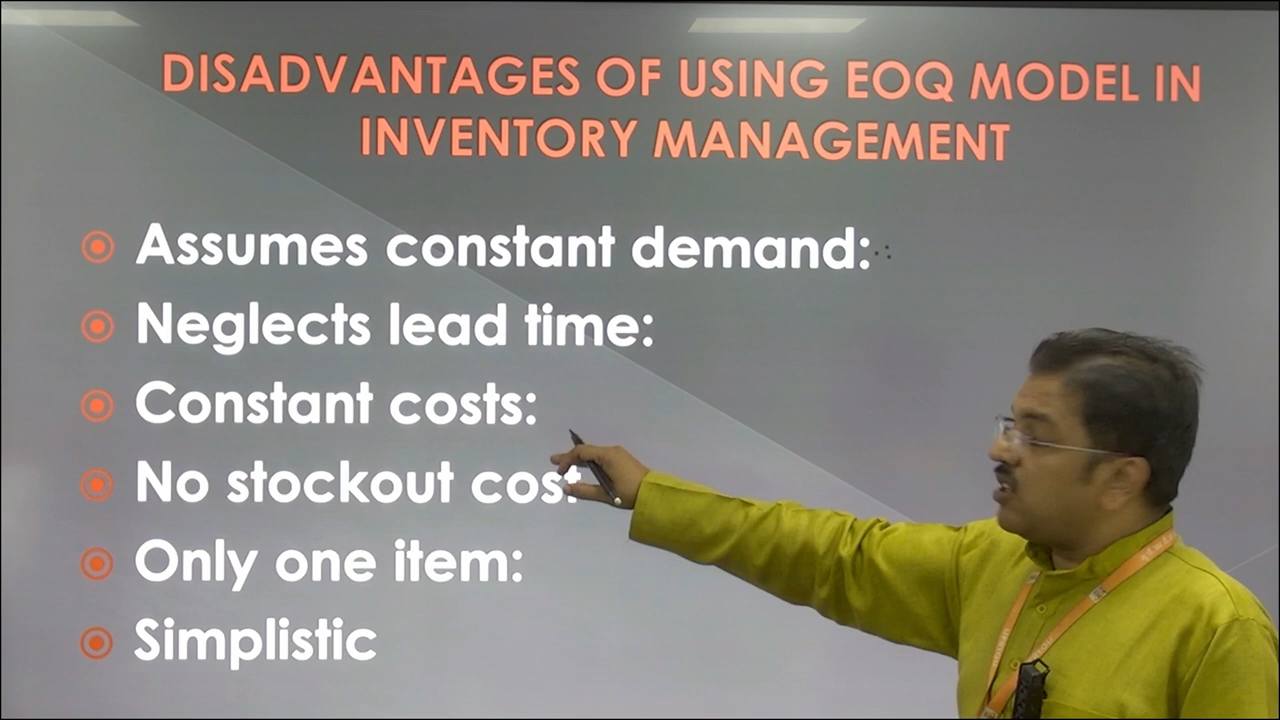 DISADVANTAGES OF USING EOQ MODEL IN
INVENTORY MANAGEMENT
Assumes constant demand:
Neglects lead time:
Constant costs:
No stockout cost
Only one item:
Simplistic